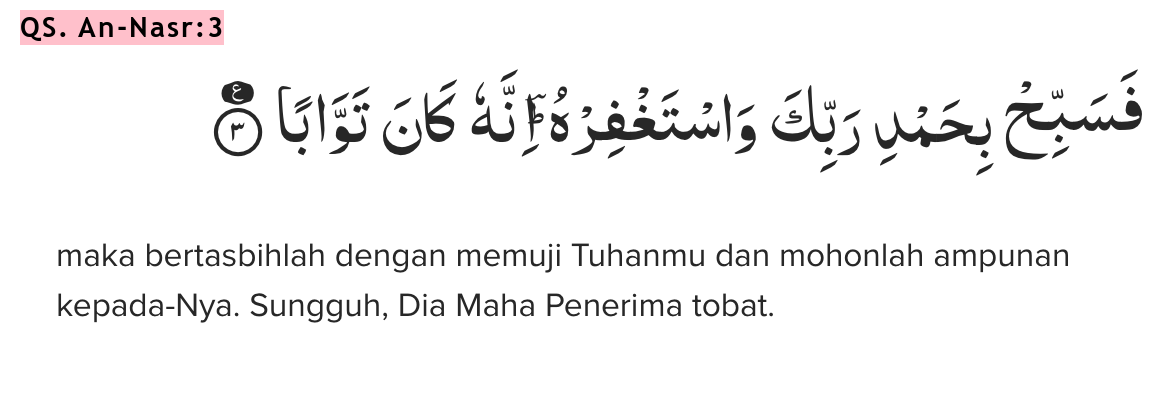 QS. An-Nasr:3
فَسَبِّحْ بِحَمْدِ رَبِّكَ وَاسْتَغْفِرْهُۗ اِنَّهٗ كَانَ تَوَّابًا ࣖ ٣
maka bertasbihlah dengan memuji Tuhanmu dan mohonlah ampunan
kepada-Nya. Sungguh, Dia Maha Penerima tobat.